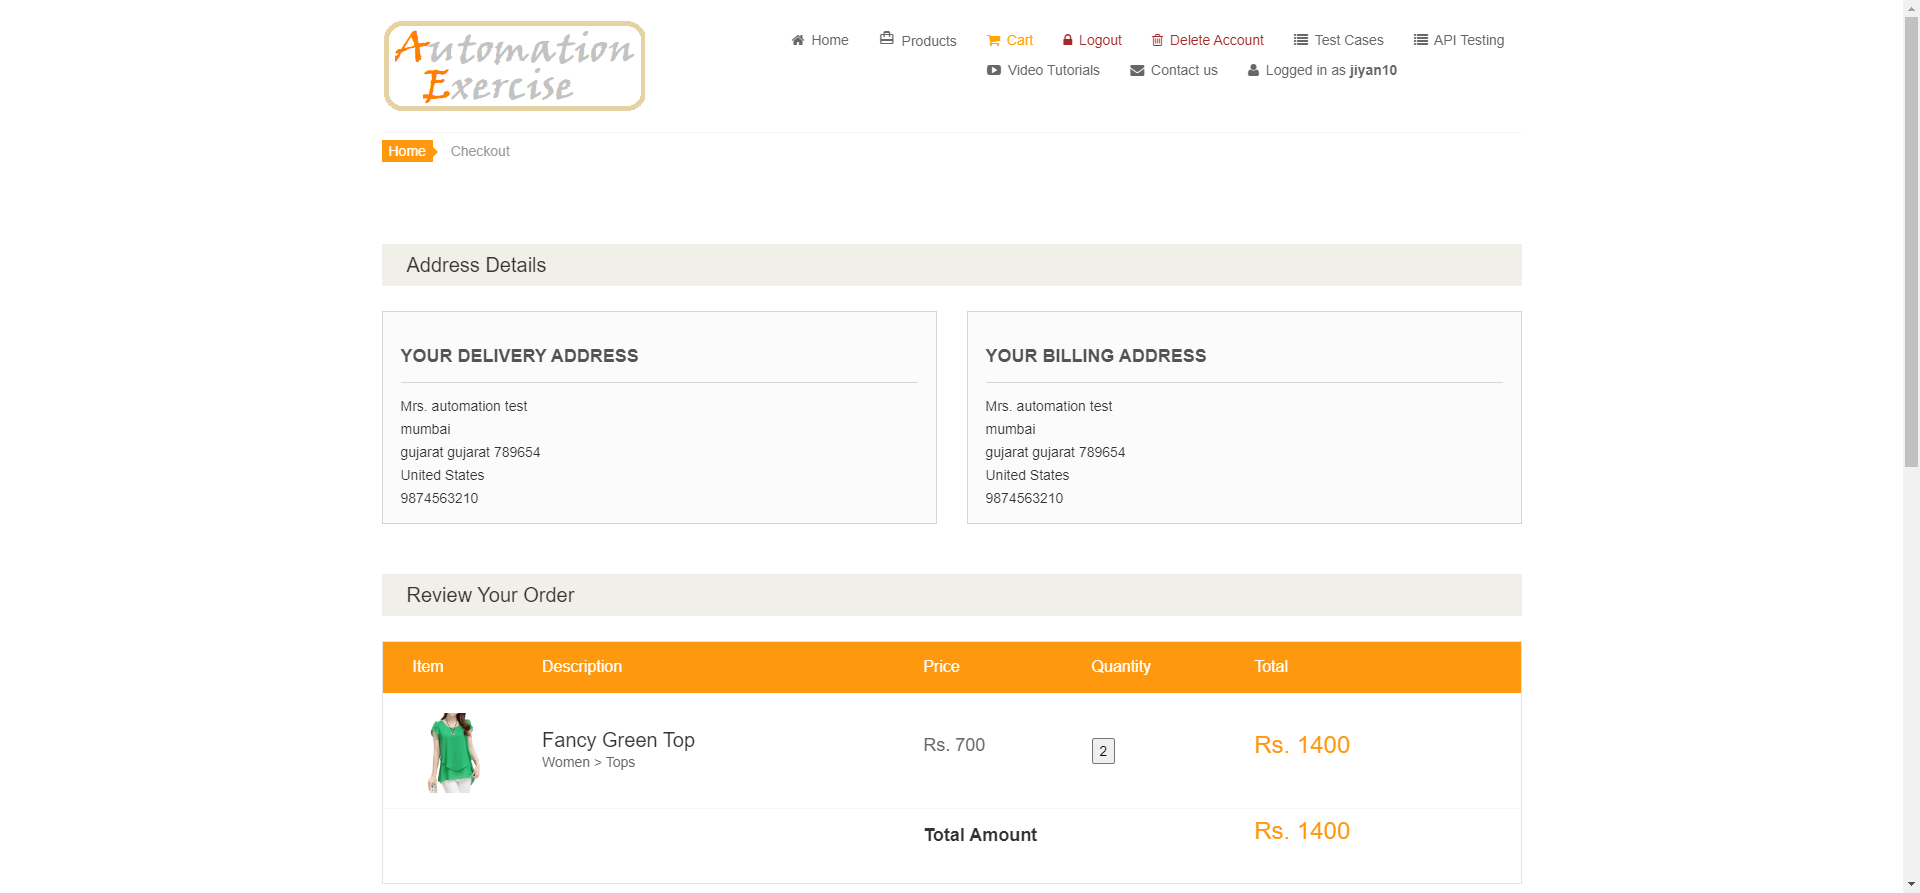 Automation
Exercise
Home
Products
Cart
Logout
Delete Account
Test Cases
API Testing
Video Tutorials
Contact us
Logged in as jiyan10
Home
Checkout
Address Details
YOUR DELIVERY ADDRESS
Mrs. automation test
mumbai
gujarat gujarat 789654
United States
9874563210
YOUR BILLING ADDRESS
Mrs. automation test
mumbai
gujarat gujarat 789654
United States
9874563210
Review Your Order
Item Description Price Quantity Total
Fancy Green Top
Women > Tops
Rs. 700
2
Rs. 1400
Total Amount
Rs. 1400